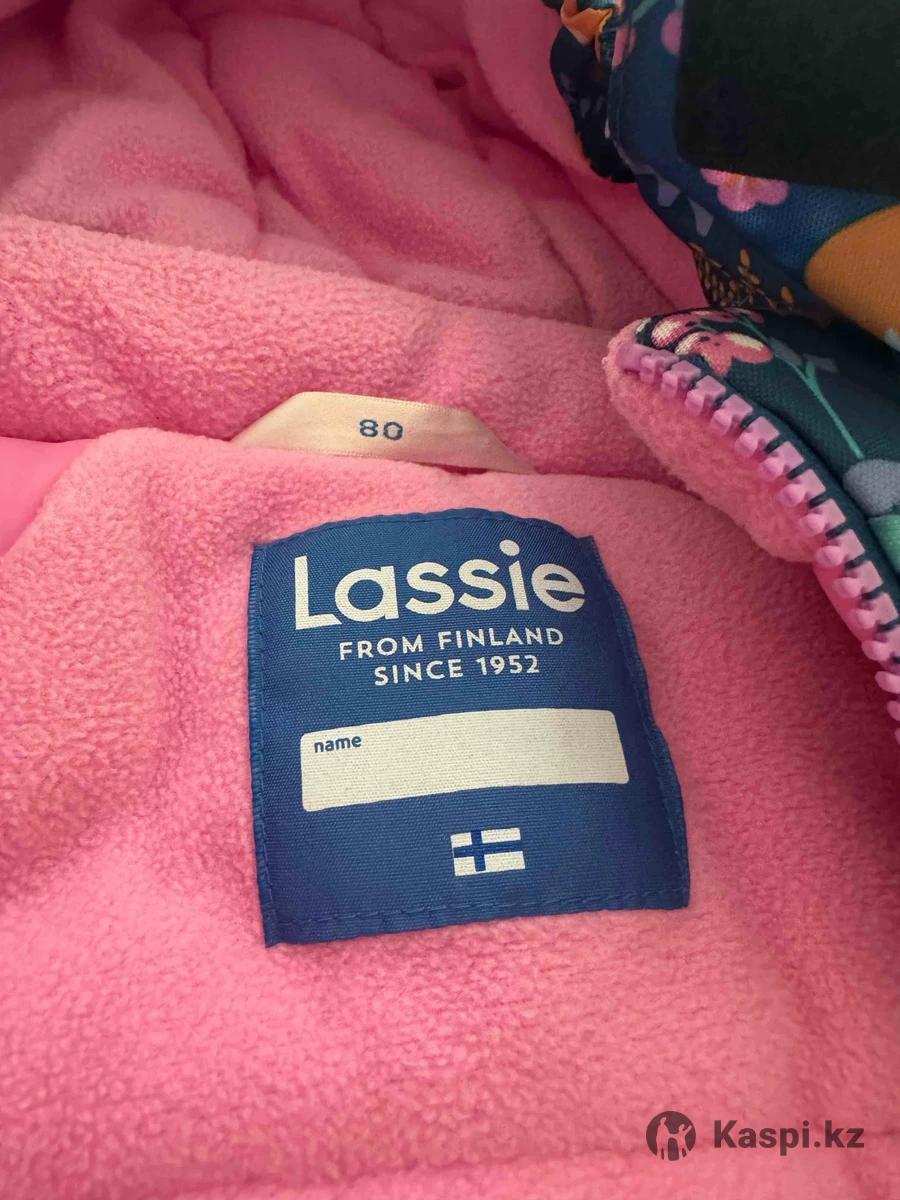 80
Lassie
FROM FINLAND
SINCE 1952
name
Kaspi.kz